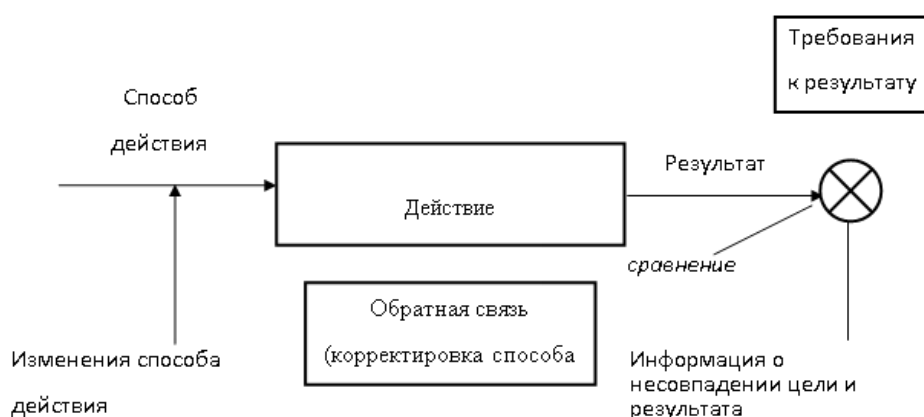 Требования
к результату
Способ
действия
Результат
Действие
сравнение
Обратная связь
(корректировка способа
Изменения способа
действия
Информация о
несовпадении цели и
результата